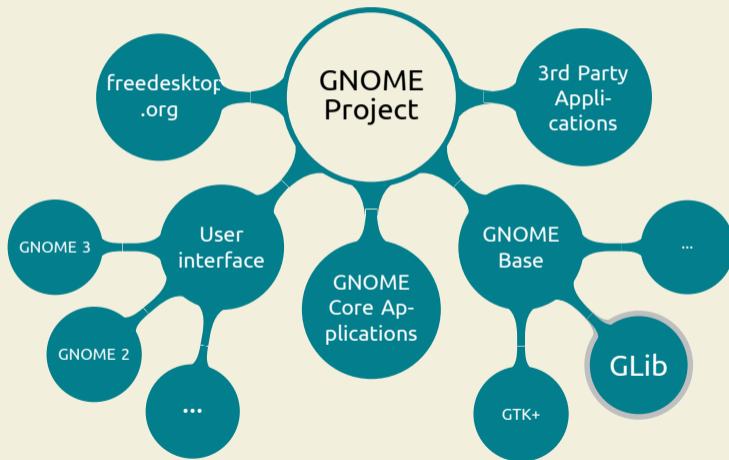 GNOME
Project
freedesktop
.org
3rd Party
Appli-
cations
User
interface
GNOME
Base
GNOME 3
...
GNOME
Core Ap-
plications
GNOME 2
GLib
...
GTK+